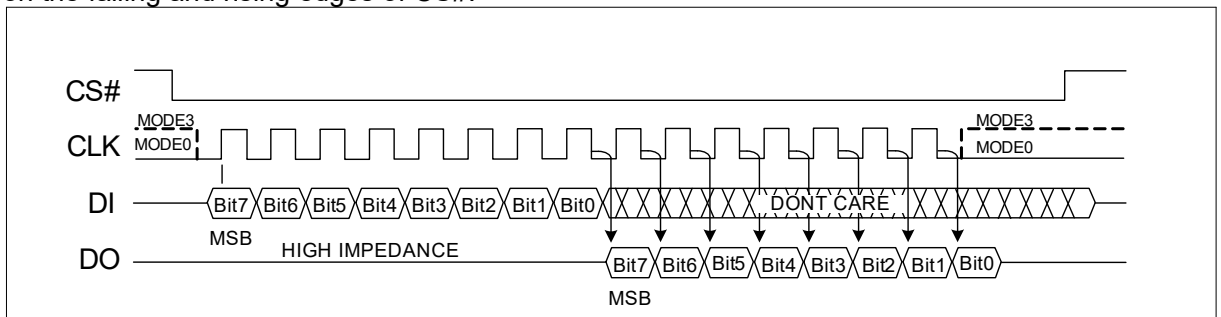 on the falling and rising edges of CS#.
CS#
MODE3 MODE3
CLK MODE0 MODE0
DI Bit7 Bit6 Bit5 Bit4 Bit3 Bit2 Bit1 Bit0 DONT CARE
MSB
DO HIGH IMPEDANCE Bit7 Bit6 Bit5 Bit4 Bit3 Bit2 Bit1 Bit0
MSB